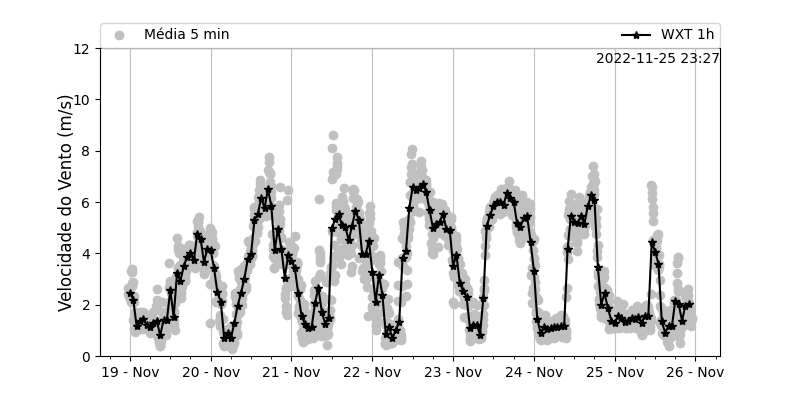 Média 5 min
WXT 1h
2022-11-25 23:27
Velocidade do Vento (m/s)
12
10
8
6
4
2
0
19 - Nov 20 - Nov 21 - Nov 22 - Nov 23 - Nov 24 - Nov 25 - Nov 26 - Nov